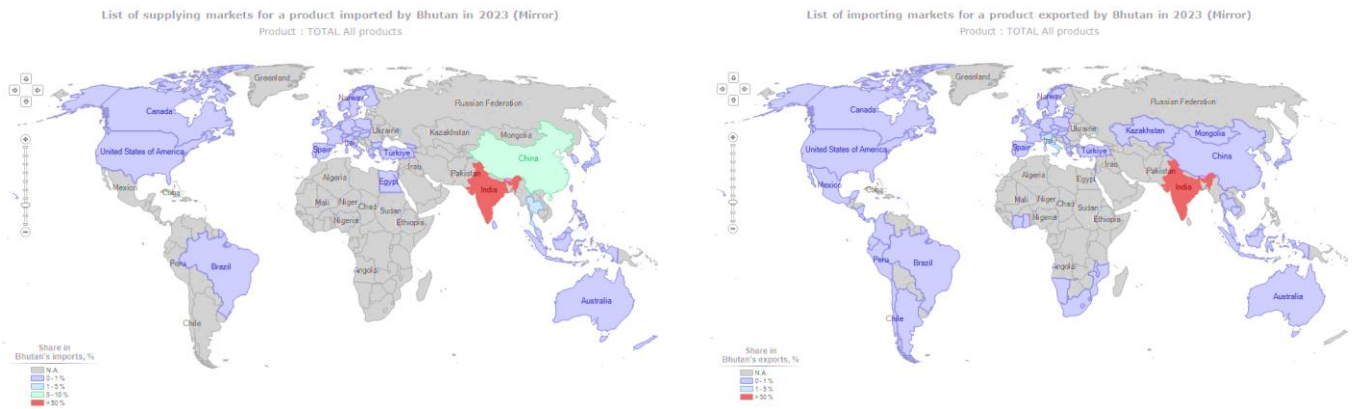 List of supplying markets for a product imported by Bhutan in 2023 (Mirror)
Product : TOTAL All products
Greenland
Norway
Russian Federation
Canada
Ukraine
Kazakhstan
Mongolia
United States of America
Spain
Türkiye
China
Iraq
Mexico
Cuba
Algeria
Egypt
Pakistan
India
Mali
Niger
Chad
Sudan
Nigeria
Ethiopia
Peru
Brazil
Angola
Australia
Chile
Share in
Bhutan's imports, %
N.A.
0 - 1 %
1 - 5 %
5 - 10 %
> 50 %
List of importing markets for a product exported by Bhutan in 2023 (Mirror)
Product : TOTAL All products
Greenland
Norway
Russian Federation
Canada
Ukraine
Kazakhstan
Mongolia
United States of America
Spain
Türkiye
China
Iraq
Mexico
Cuba
Algeria
Egypt
Pakistan
India
Mali
Niger
Chad
Sudan
Nigeria
Ethiopia
Peru
Brazil
Angola
Australia
Chile
Share in
Bhutan's exports, %
N.A.
0 - 1 %
1 - 5 %
> 50 %